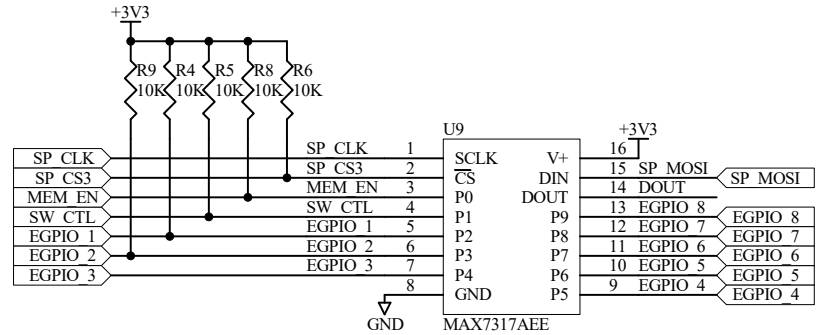 +3V3
R9 R4 R5 R8 R6
10K 10K 10K 10K 10K
U9
+3V3
SP_CLK SP_CLK 1 SCLK V+ 16
SP_CS3 SP_CS3 2 CS DIN 15 SP_MOSI SP_MOSI
MEM_EN MEM_EN 3 P0 DOUT 14 DOUT
SW_CTL SW_CTL 4 P1 P9 13 EGPIO_8 EGPIO_8
EGPIO_1 EGPIO_1 5 P2 P8 12 EGPIO_7 EGPIO_7
EGPIO_2 EGPIO_2 6 P3 P7 11 EGPIO_6 EGPIO_6
EGPIO_3 EGPIO_3 7 P4 P6 10 EGPIO_5 EGPIO_5
8 GND P5 9 EGPIO_4 EGPIO_4
GND MAX7317AEE